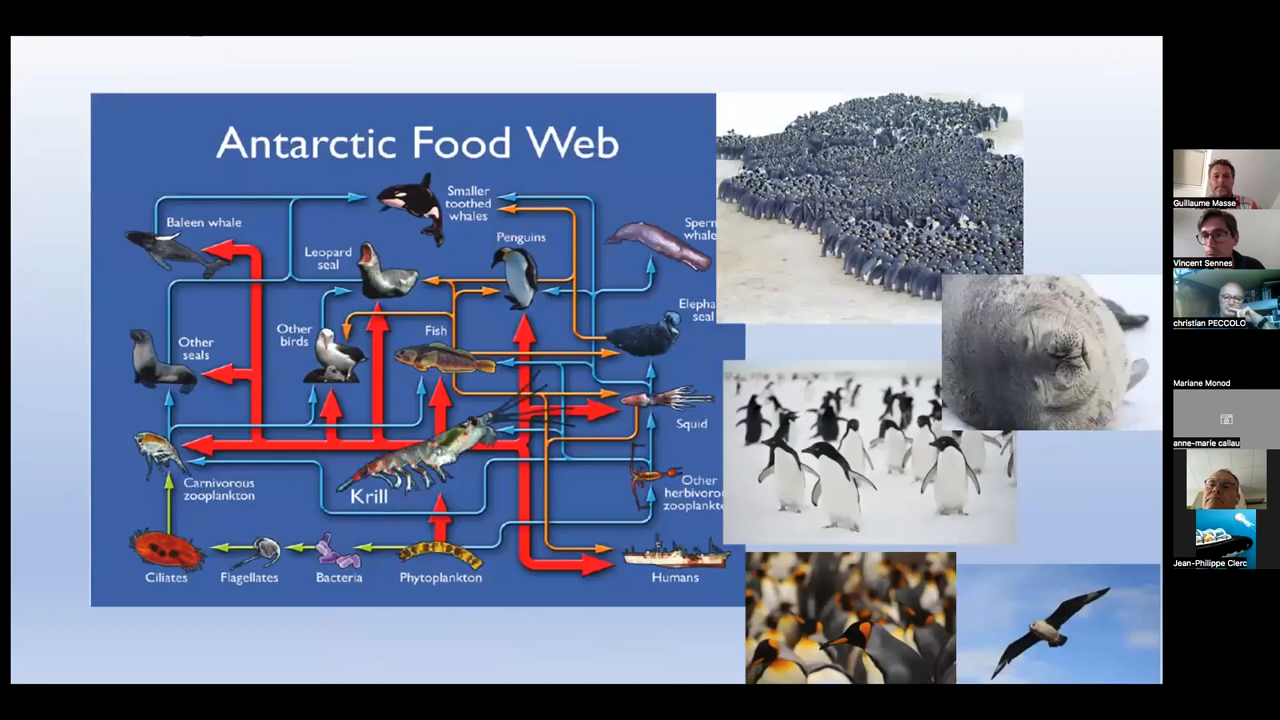 Antarctic Food Web
Smaller
toothed
whales
Baleen whale
Penguins
Sperm
whale
Leopard
seal
Elepha
seal
Other
birds
Fish
Other
seals
Squid
Carnivorous
zooplankton
Krill
Other
herbivoro
zooplankto
Ciliates
Flagellates
Bacteria
Phytoplankton
Humans
Guillaume Masse
Vincent Sennes
christian PECCOLO
Mariane Monod
anne-marie callau
Jean-Philippe Clerc